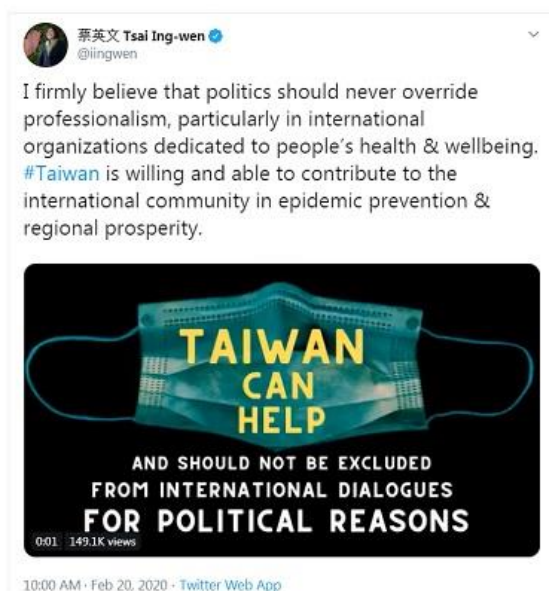 蔡英文 Tsai Ing-wen
@iingwen
I firmly believe that politics should never override
professionalism, particularly in international
organizations dedicated to people's health & wellbeing.
#Taiwan is willing and able to contribute to the
international community in epidemic prevention &
regional prosperity.
TAIWAN
CAN
HELP
AND SHOULD NOT BE EXCLUDED
FROM INTERNATIONAL DIALOGUES
FOR POLITICAL REASONS
0:01 149.1K views
10:00 AM · Feb 20, 2020 · Twitter Web App